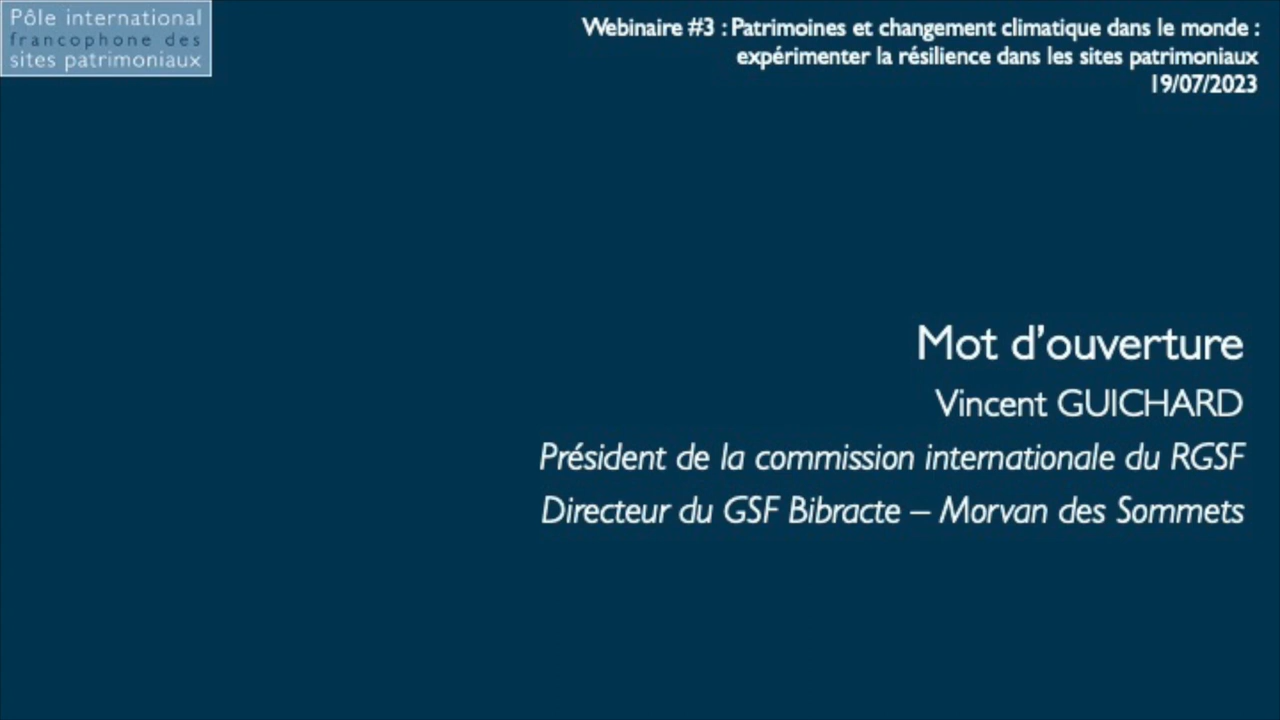 Pôle international
francophone des
sites patrimoniaux
Webinaire #3 : Patrimoines et changement climatique dans le monde :
expérimenter la résilience dans les sites patrimoniaux
19/07/2023
Mot d’ouverture
Vincent GUICHARD
Président de la commission internationale du RGSF
Directeur du GSF Bibracte – Morvan des Sommets